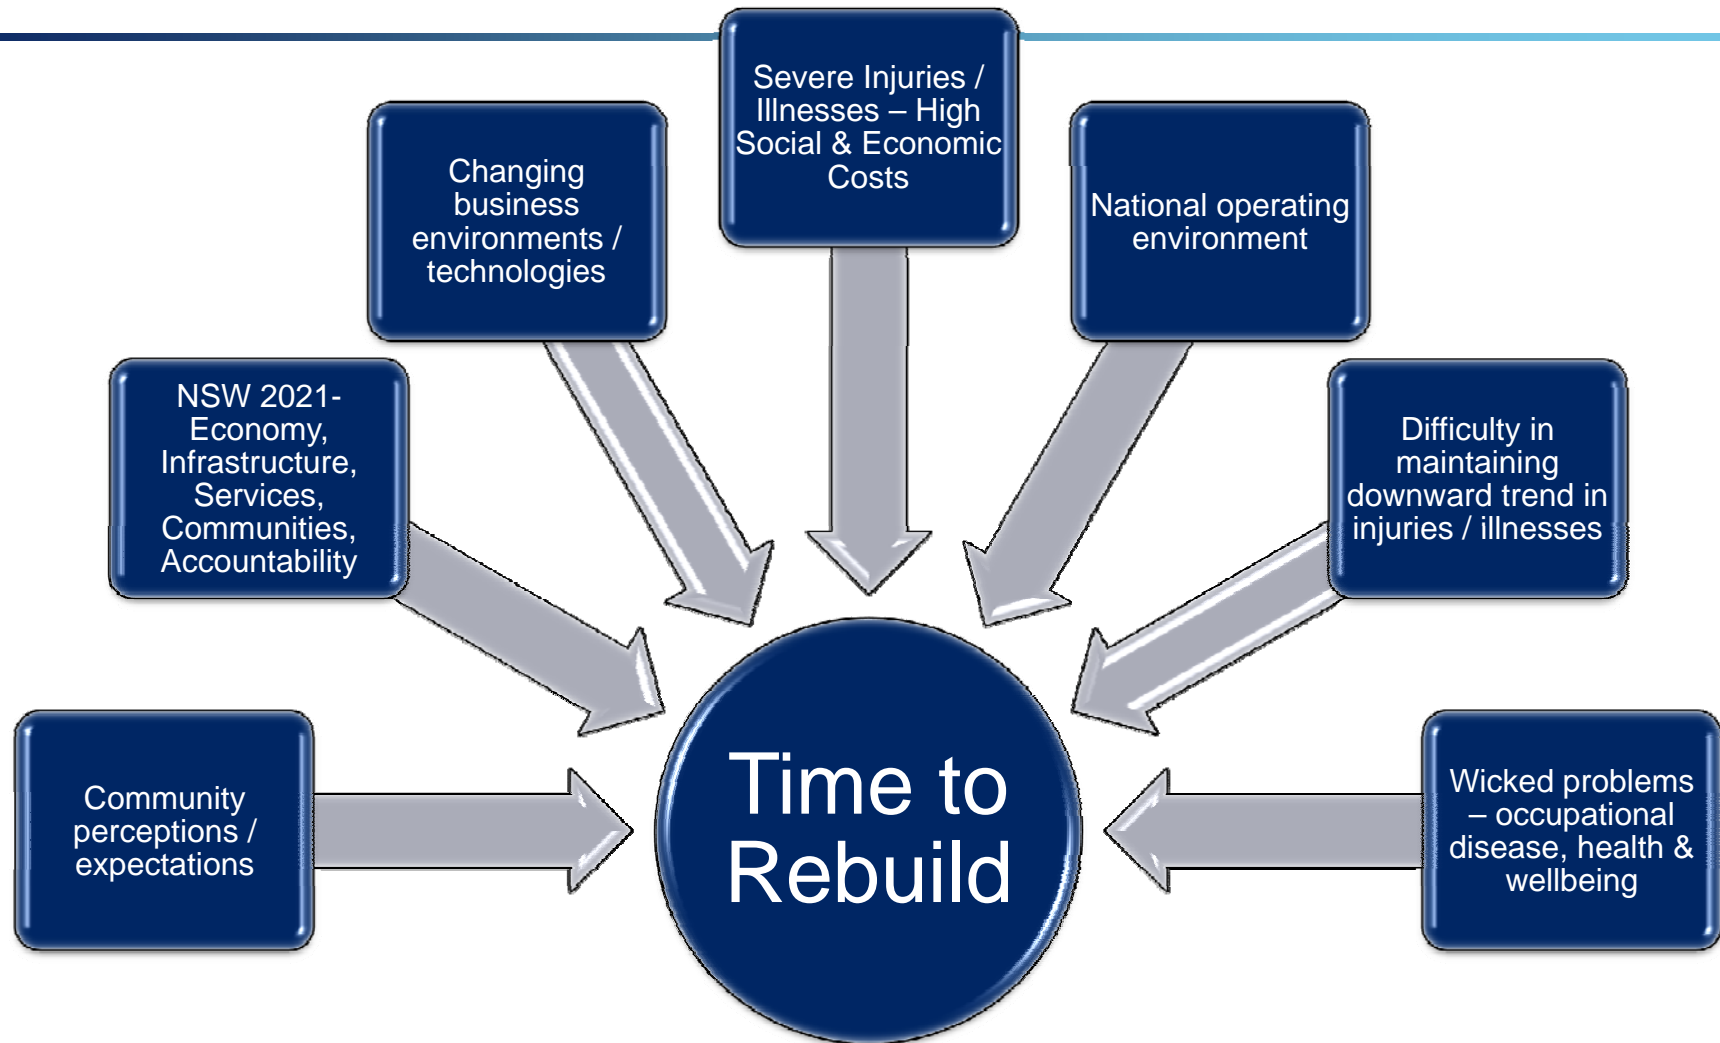 Severe Injuries /
Illnesses – High
Social & Economic
Costs
Changing
business
environments /
technologies
National operating
environment
NSW 2021-
Economy,
Infrastructure,
Services,
Communities,
Accountability
Difficulty in
maintaining
downward trend in
injuries / illnesses
Community
perceptions /
expectations
Time to
Rebuild
Wicked problems
– occupational
disease, health &
wellbeing